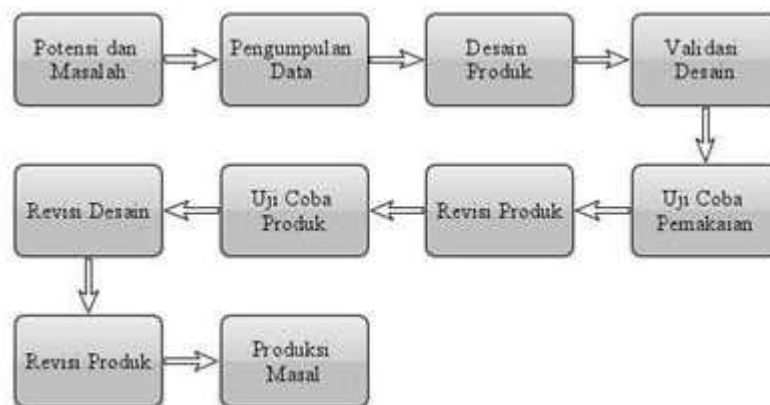 Potensi dan
Masalah
Pengumpulan
Data
Desain
Produk
Validasi
Desain
Uji Coba
Pemakaian
Revisi Produk
Uji Coba
Produk
Revisi Desain
Revisi Produk
Produksi
Masal